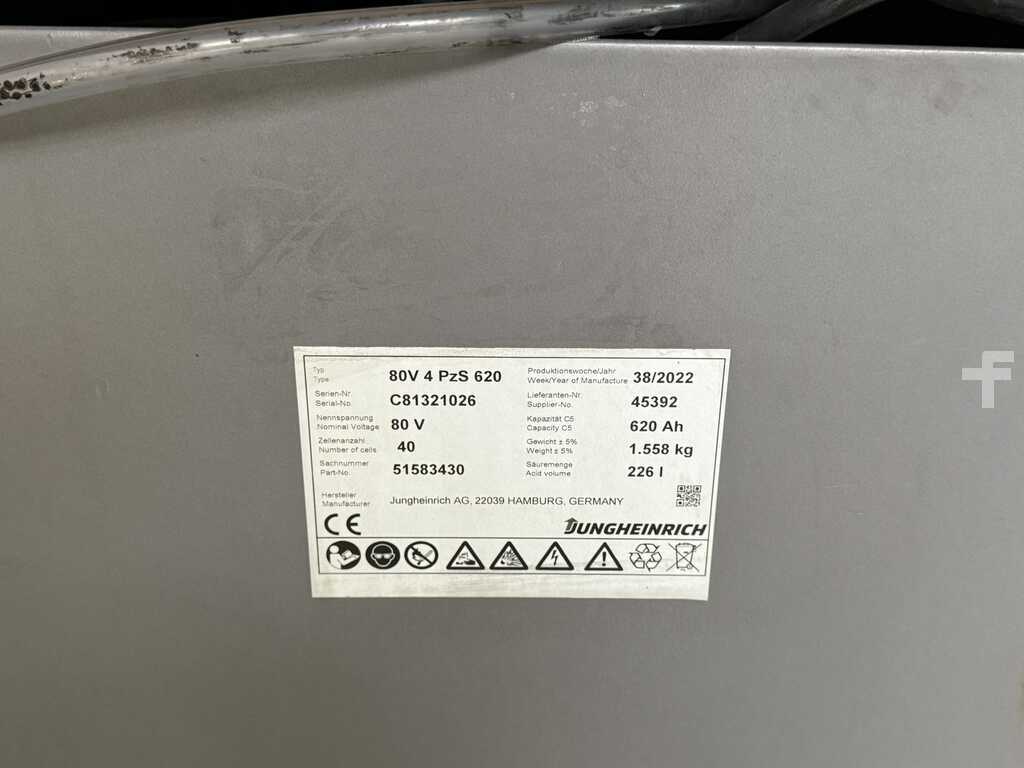 Typ
Type
80V 4 PzS 620
Produktionswoche/Jahr
Week/Year of Manufacture
38/2022
Serien-Nr.
Serial-No.
C81321026
Lieferanten-Nr.
Supplier-No.
45392
Nennspannung
Nominal Voltage
80 V
Kapazität C5
Capacity C5
620 Ah
Zellenanzahl
Number of cells
40
Gewicht ± 5%
Weight ± 5%
1.558 kg
Sachnummer
Part-No.
51583430
Säuremenge
Acid volume
226 l
Hersteller
Manufacturer
Jungheinrich AG, 22039 HAMBURG, GERMANY
CE
JUNGHEINRICH
f